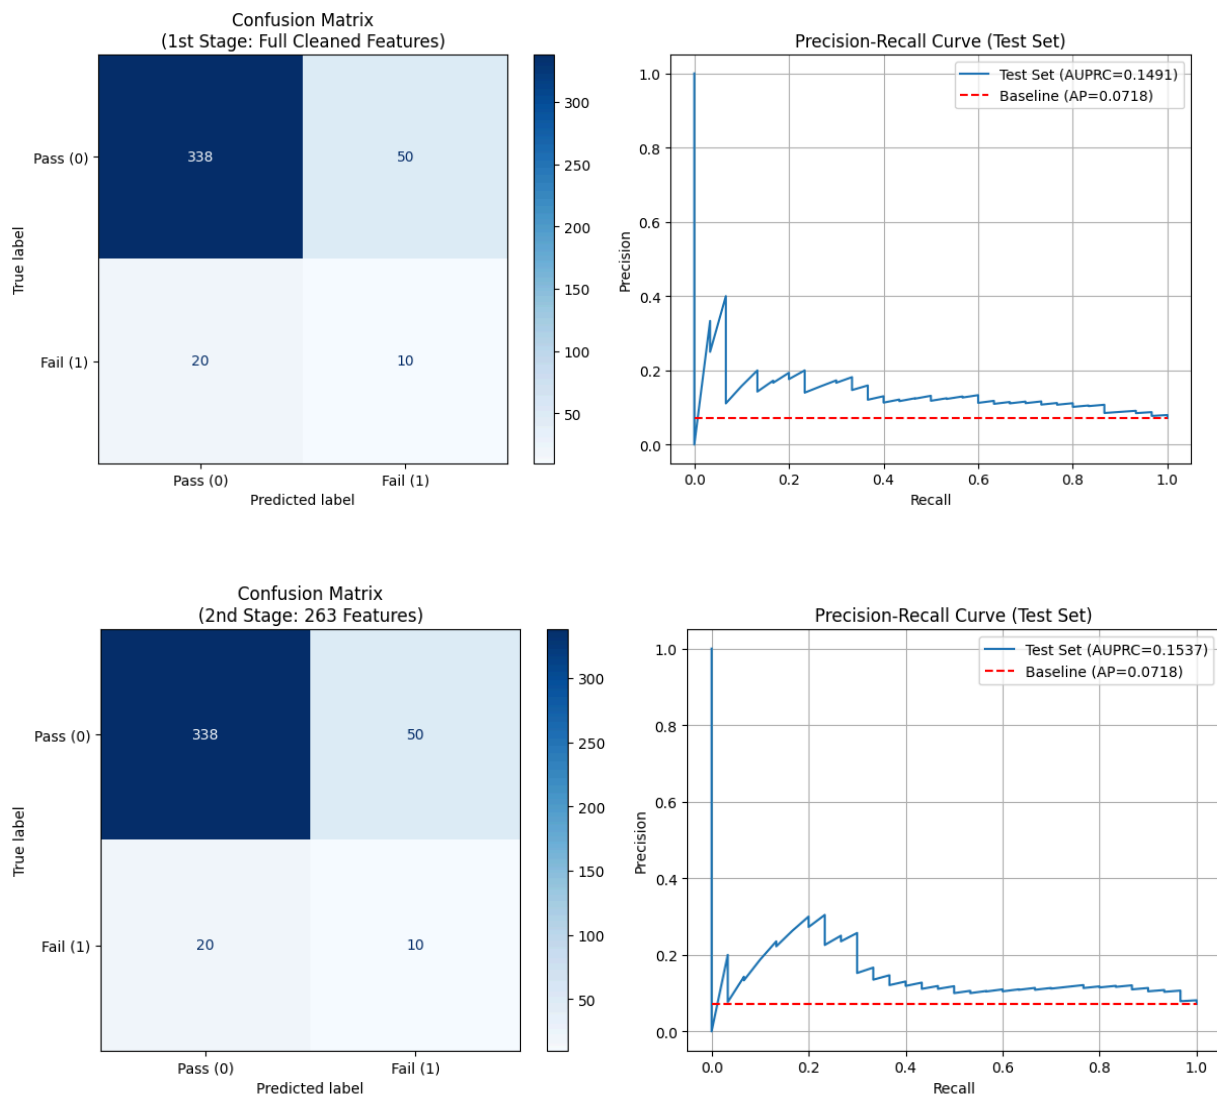 Confusion Matrix
(1st Stage: Full Cleaned Features)
True label
Pass (0)
Fail (1)
338
50
20
10
Pass (0)
Fail (1)
Predicted label
300
250
200
150
100
50
Precision-Recall Curve (Test Set)
Test Set (AUPRC=0.1491)
Baseline (AP=0.0718)
Precision
1.0
0.8
0.6
0.4
0.2
0.0
0.0
0.2
0.4
0.6
0.8
1.0
Recall
Confusion Matrix
(2nd Stage: 263 Features)
True label
Pass (0)
Fail (1)
338
50
20
10
Pass (0)
Fail (1)
Predicted label
300
250
200
150
100
50
Precision-Recall Curve (Test Set)
Test Set (AUPRC=0.1537)
Baseline (AP=0.0718)
Precision
1.0
0.8
0.6
0.4
0.2
0.0
0.0
0.2
0.4
0.6
0.8
1.0
Recall